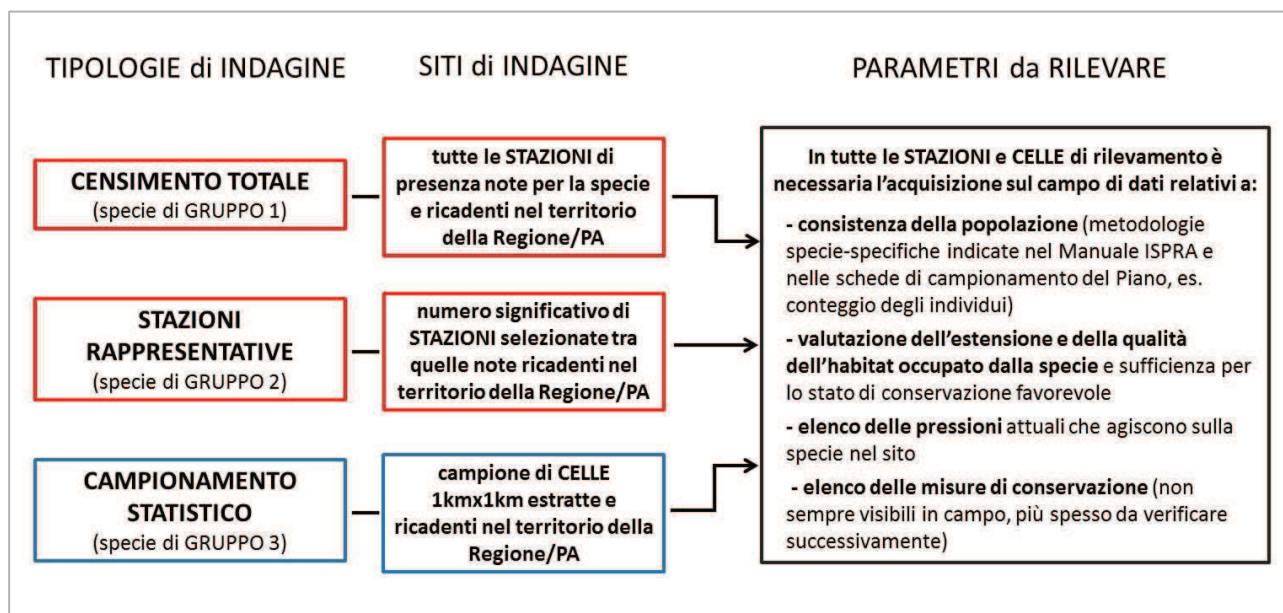 TIPOLOGIE di INDAGINE
SITI di INDAGINE
PARAMETRI da RILEVARE
CENSIMENTO TOTALE
(specie di GRUPPO 1)
tutte le STAZIONI di
presenza note per la specie
e ricadenti nel territorio
della Regione/PA
STAZIONI
RAPPRESENTATIVE
(specie di GRUPPO 2)
numero significativo di
STAZIONI selezionate tra
quelle note ricadenti nel
territorio della Regione/PA
CAMPIONAMENTO
STATISTICO
(specie di GRUPPO 3)
campione di CELLE
1kmx1km estratte e
ricadenti nel territorio della
Regione/PA
In tutte le STAZIONI e CELLE di rilevamento è
necessaria l'acquisizione sul campo di dati relativi a:
- consistenza della popolazione (metodologie
specie-specifiche indicate nel Manuale ISPRA e
nelle schede di campionamento del Piano, es.
conteggio degli individui)
- valutazione dell'estensione e della qualità
dell'habitat occupato dalla specie e sufficienza per
lo stato di conservazione favorevole
- elenco delle pressioni attuali che agiscono sulla
specie nel sito
- elenco delle misure di conservazione (non
sempre visibili in campo, più spesso da verificare
successivamente)